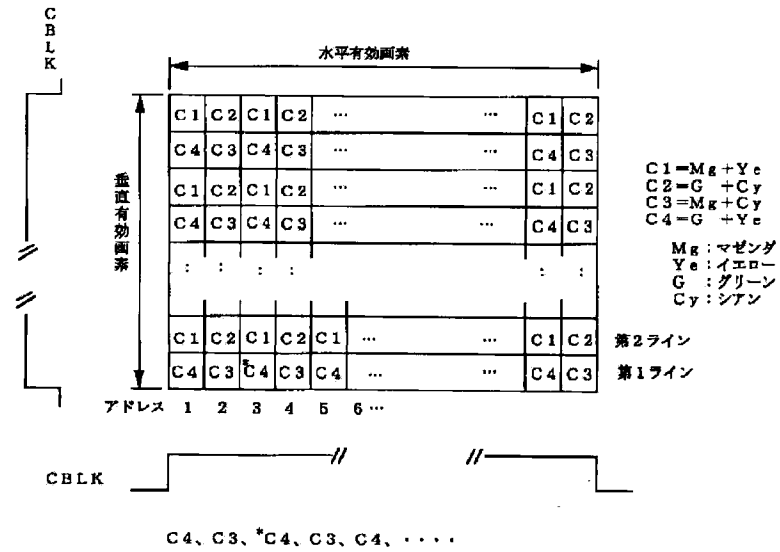 CBLK
水平有効画素
垂直有効画素
C1 C2 C1 C2 … … C1 C2
C4 C3 C4 C3 … … C4 C3
C1 C2 C1 C2 … … C1 C2
C4 C3 C4 C3 … … C4 C3
: : : : : :
C1 C2 C1 C2 C1 … … C1 C2 第2ライン
C4 C3 *C4 C3 C4 … … C4 C3 第1ライン
アドレス 1 2 3 4 5 6…
C1=Mg+Ye
C2=G +Cy
C3=Mg+Cy
C4=G +Ye
Mg:マゼンダ
Ye:イエロー
G :グリーン
Cy:シアン
CBLK
C4、C3、*C4、C3、C4、・・・・